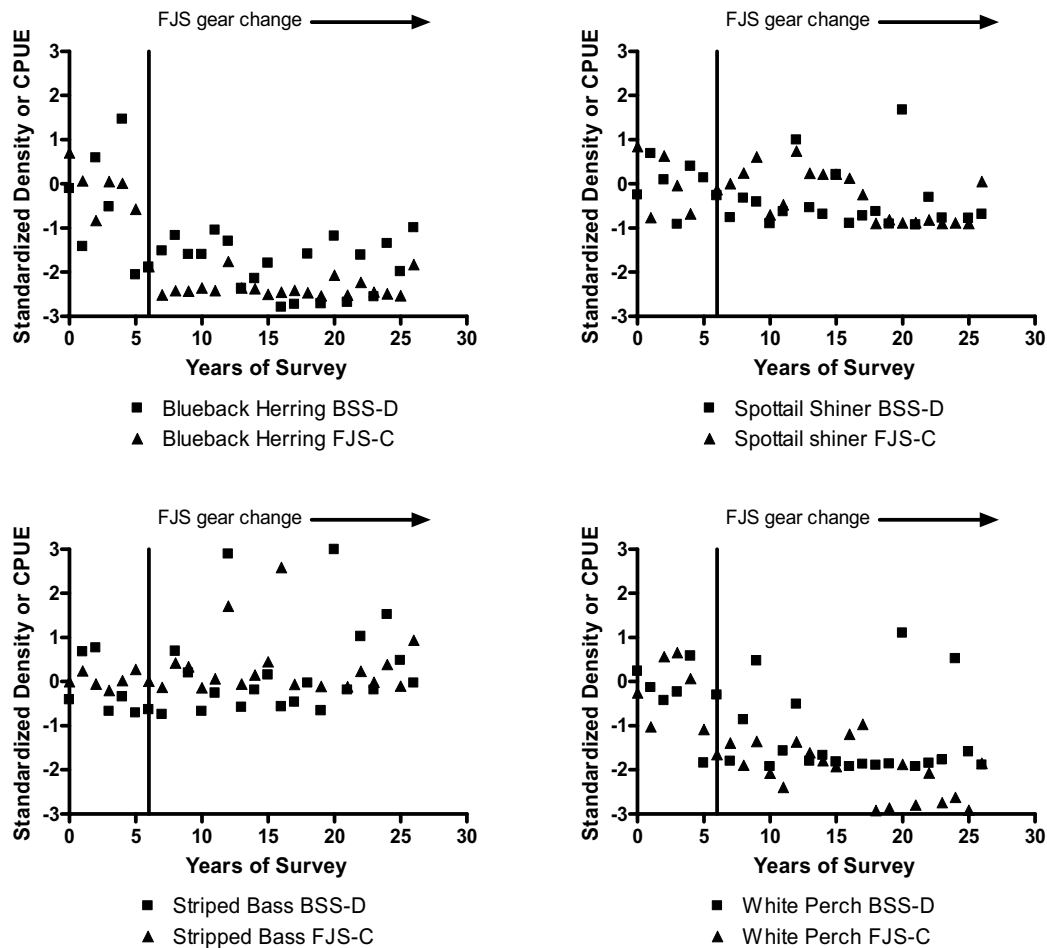 FJS gear change
3
2
1
0
-1
-2
-3
0 5 10 15 20 25 30
Standardized Density or CPUE
Years of Survey
Blueback Herring BSS-D
Blueback Herring FJS-C
FJS gear change
3
2
1
0
-1
-2
-3
0 5 10 15 20 25 30
Standardized Density or CPUE
Years of Survey
Spottail Shiner BSS-D
Spottail shiner FJS-C
FJS gear change
3
2
1
0
-1
-2
-3
0 5 10 15 20 25 30
Standardized Density or CPUE
Years of Survey
Striped Bass BSS-D
Stripped Bass FJS-C
FJS gear change
3
2
1
0
-1
-2
-3
0 5 10 15 20 25 30
Standardized Density or CPUE
Years of Survey
White Perch BSS-D
White Perch FJS-C